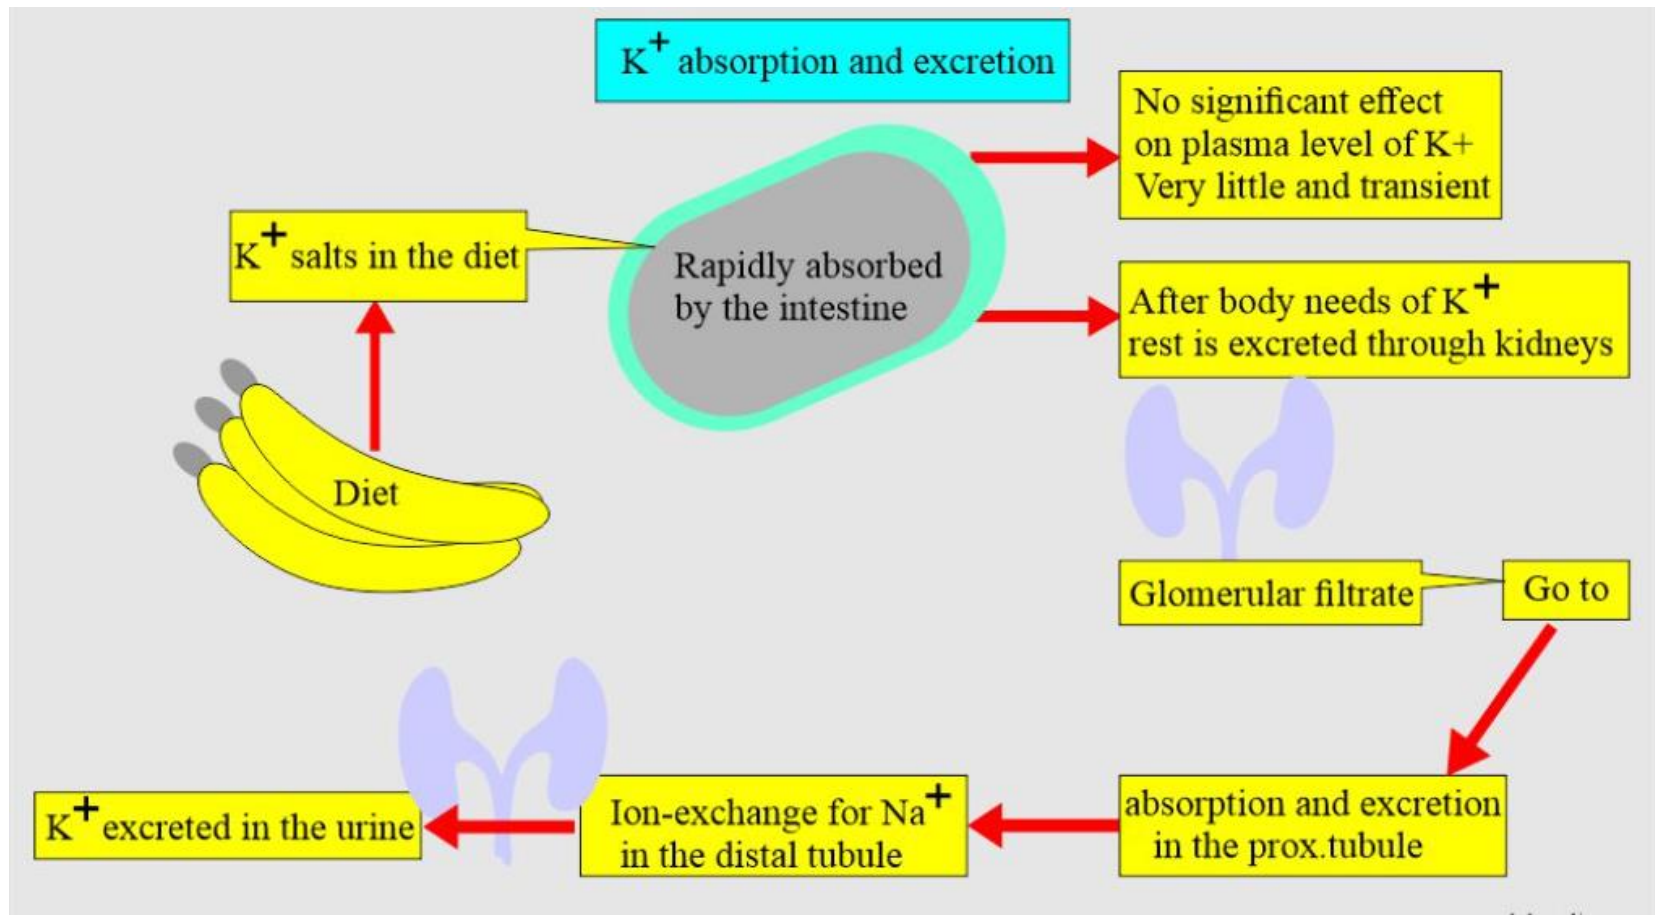 K+ absorption and excretion
No significant effect
on plasma level of K+
Very little and transient
K+ salts in the diet
Rapidly absorbed
by the intestine
After body needs of K+
rest is excreted through kidneys
Diet
Glomerular filtrate
Go to
absorption and excretion
in the prox.tubule
Ion-exchange for Na+
in the distal tubule
K+ excreted in the urine